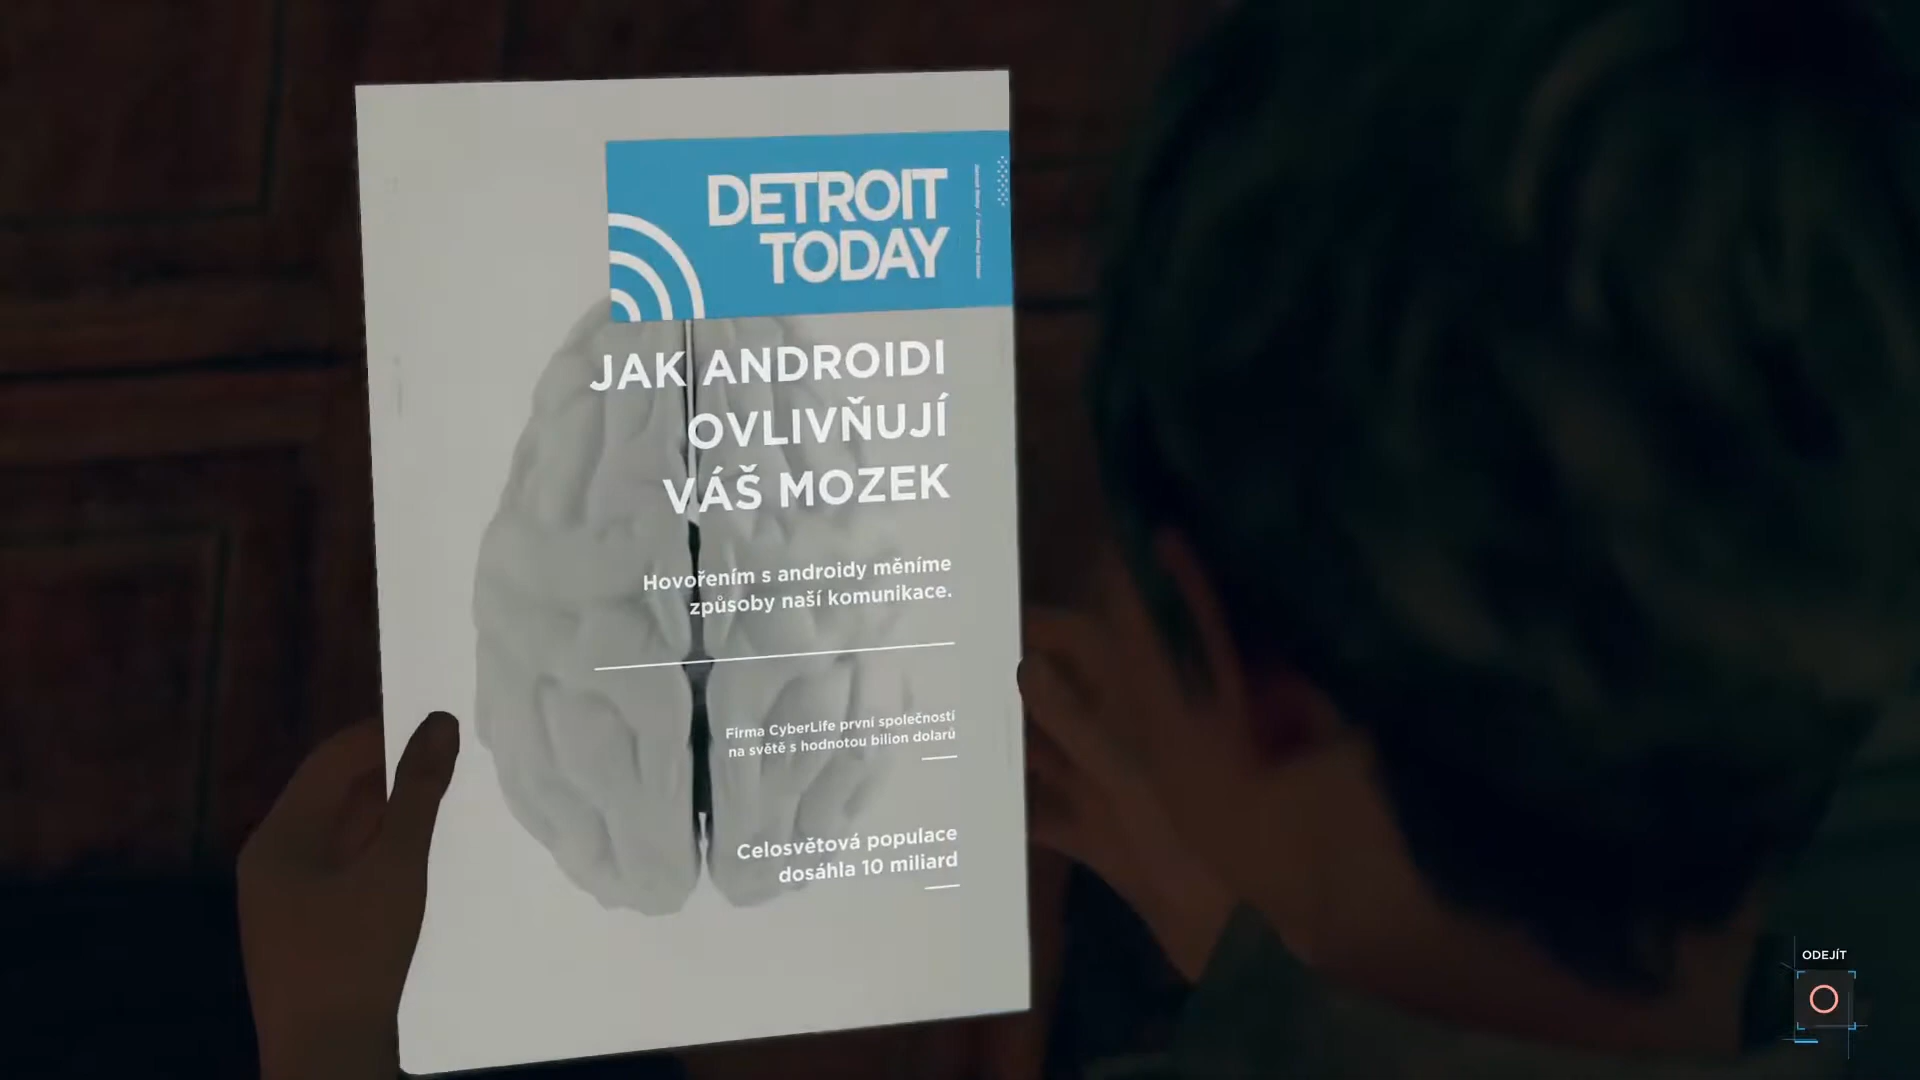 DETROIT
TODAY
JAK ANDROIDI
OVLIVŇUJÍ
VÁŠ MOZEK
Hovořením s androidy měníme
způsoby naší komunikace.
Firma CyberLife první společností
na světě s hodnotou bilion dolarů
Celosvětová populace
dosáhla 10 miliard
ODEJÍT